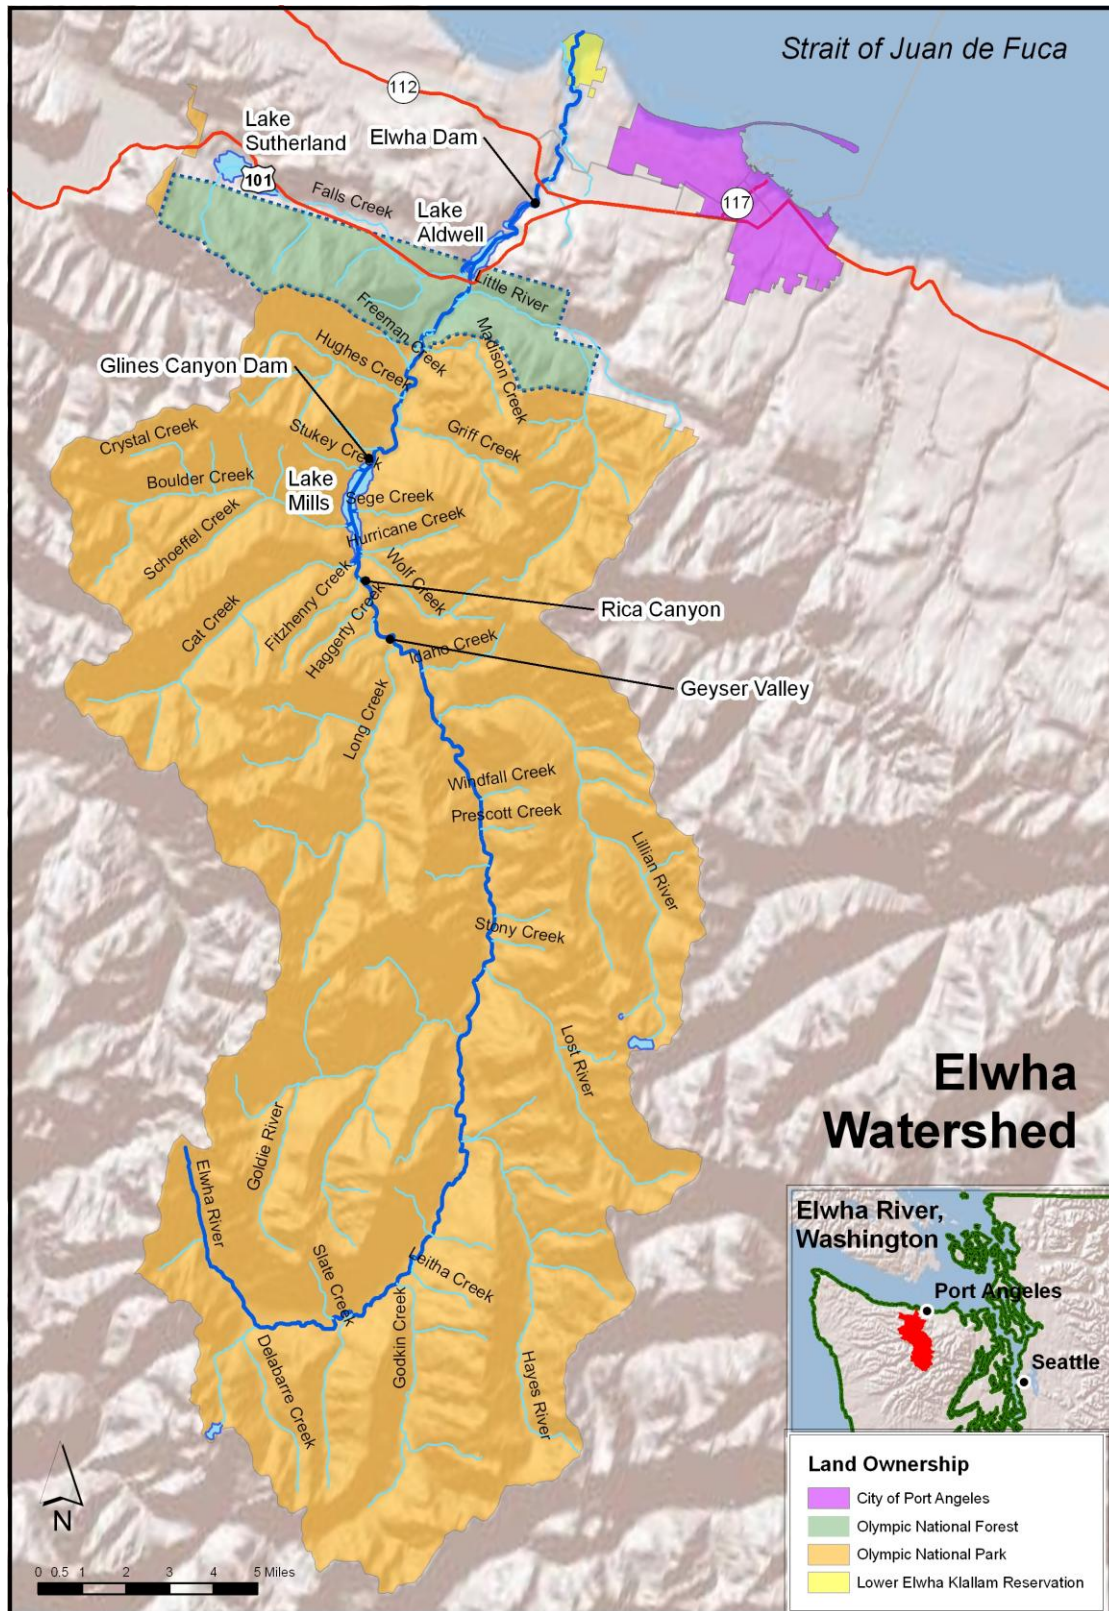 Strait of Juan de Fuca
112
Lake
Sutherland
Elwha Dam
101
Falls Creek
Lake
Aldwell
117
Little River
Freeman Creek
Madison Creek
Hughes Creek
Glines Canyon Dam
Crystal Creek
Stukey Creek
Griff Creek
Boulder Creek
Lake
Mills
Sege Creek
Schoeffel Creek
Hurricane Creek
Wolf Creek
Cat Creek
Fitzhenry Creek
Haggerty Creek
Rica Canyon
Idaho Creek
Geyser Valley
Long Creek
Windfall Creek
Prescott Creek
Lillian River
Stony Creek
Lost River
Elwha
Watershed
Goldie River
Elwha River
Slate Creek
Leitha Creek
Godkin Creek
Delabarre Creek
Hayes River
Elwha River,
Washington
Port Angeles
Seattle
Land Ownership
City of Port Angeles
Olympic National Forest
Olympic National Park
Lower Elwha Klallam Reservation
N
0 0.5 1 2 3 4 5 Miles